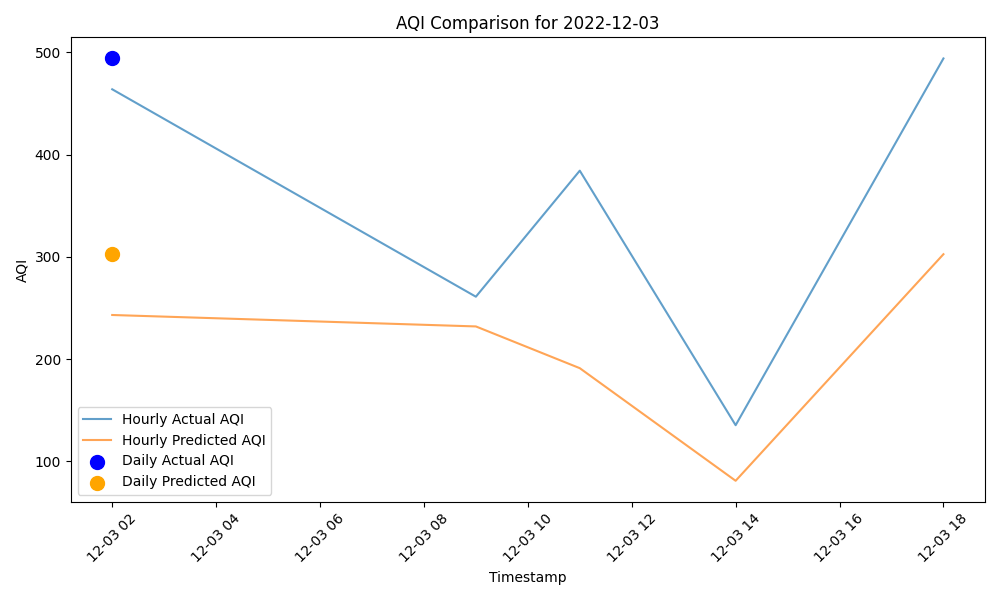 AQI Comparison for 2022-12-03
AQI
500
400
300
200
100
Hourly Actual AQI
Hourly Predicted AQI
Daily Actual AQI
Daily Predicted AQI
12-03 02
12-03 04
12-03 06
12-03 08
12-03 10
12-03 12
12-03 14
12-03 16
12-03 18
Timestamp